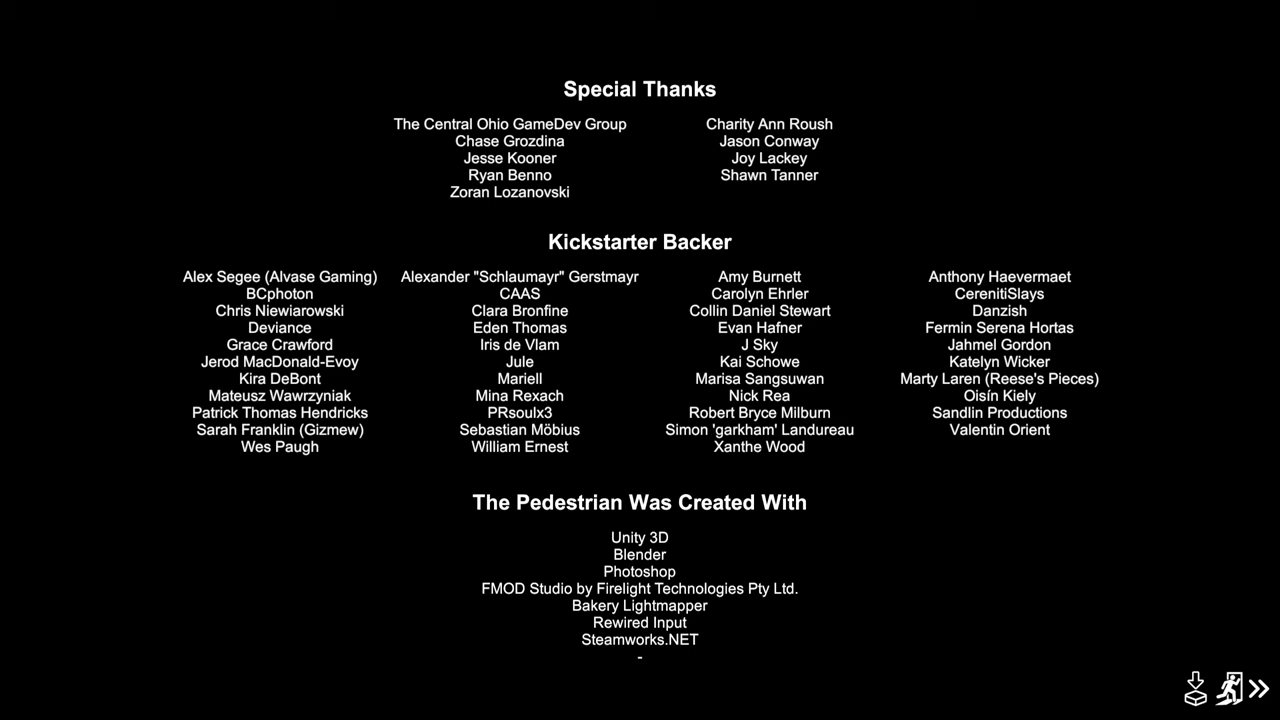 Special Thanks
The Central Ohio GameDev Group Charity Ann Roush
Chase Grozdina Jason Conway
Jesse Kooner Joy Lackey
Ryan Benno Shawn Tanner
Zoran Lozanovski
Kickstarter Backer
Alex Segee (Alvase Gaming) Alexander "Schlaumayr" Gerstmayr Amy Burnett Anthony Haevermaet
BCphoton CAAS Carolyn Ehrler CerenitiSlays
Chris Niewiarowski Clara Bronfine Collin Daniel Stewart Danzish
Deviance Eden Thomas Evan Hafner Fermin Serena Hortas
Grace Crawford Iris de Vlam J Sky Jahmel Gordon
Jerod MacDonald-Evoy Jule Kai Schowe Katelyn Wicker
Kira DeBont Mariell Marisa Sangsuwan Marty Laren (Reese's Pieces)
Mateusz Wawrzyniak Mina Rexach Nick Rea Oisín Kiely
Patrick Thomas Hendricks PRsoulx3 Robert Bryce Milburn Sandlin Productions
Sarah Franklin (Gizmew) Sebastian Möbius Simon 'garkham' Landureau Valentin Orient
Wes Paugh William Ernest Xanthe Wood
The Pedestrian Was Created With
Unity 3D
Blender
Photoshop
FMOD Studio by Firelight Technologies Pty Ltd.
Bakery Lightmapper
Rewired Input
Steamworks.NET
-